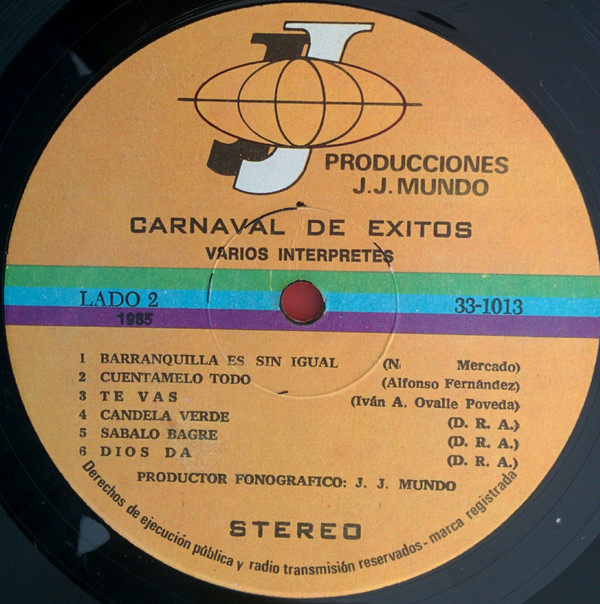 JJ
PRODUCCIONES
J.J. MUNDO
CARNAVAL DE EXITOS
VARIOS INTERPRETES
LADO 2 33-1013
1985
1 BARRANQUILLA ES SIN IGUAL (N. Mercado)
2 CUENTAMELO TODO (Alfonso Fernández)
3 TE VAS (Iván A. Ovalle Poveda)
4 CANDELA VERDE (D. R. A.)
5 SABALO BAGRE (D. R. A.)
6 DIOS DA (D. R. A.)
PRODUCTOR FONOGRAFICO: J. J. MUNDO
STEREO
Derechos de ejecución pública y radio transmisión reservados - marca registrada